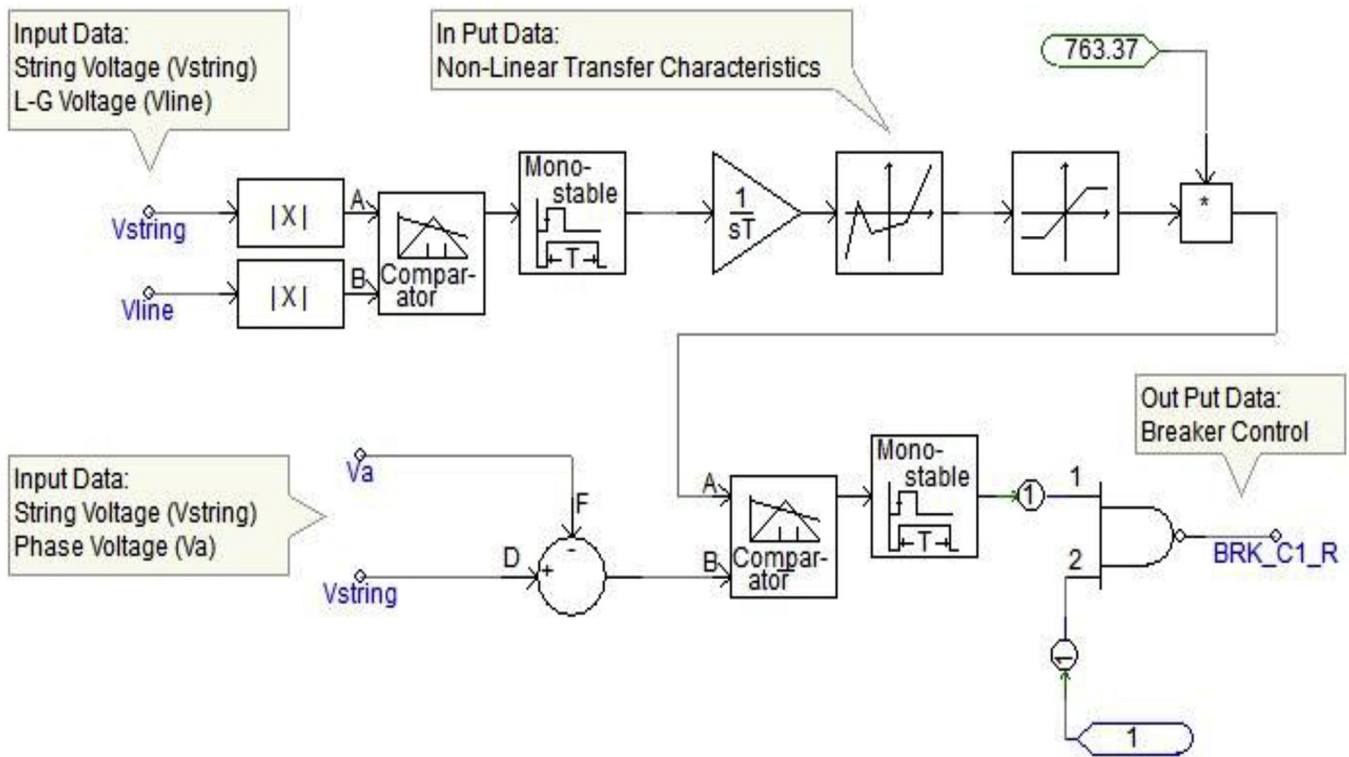 Input Data:
String Voltage (Vstring)
L-G Voltage (Vline)
In Put Data:
Non-Linear Transfer Characteristics
763.37
Vstring
|X|
A
Vline
|X|
B
Compar-
ator
Mono-
stable
T
1
sT
*
Input Data:
String Voltage (Vstring)
Phase Voltage (Va)
Va
F
-
D
+
Vstring
A
B
Compar-
ator
Mono-
stable
T
1
1
2
1
1
Out Put Data:
Breaker Control
BRK_C1_R